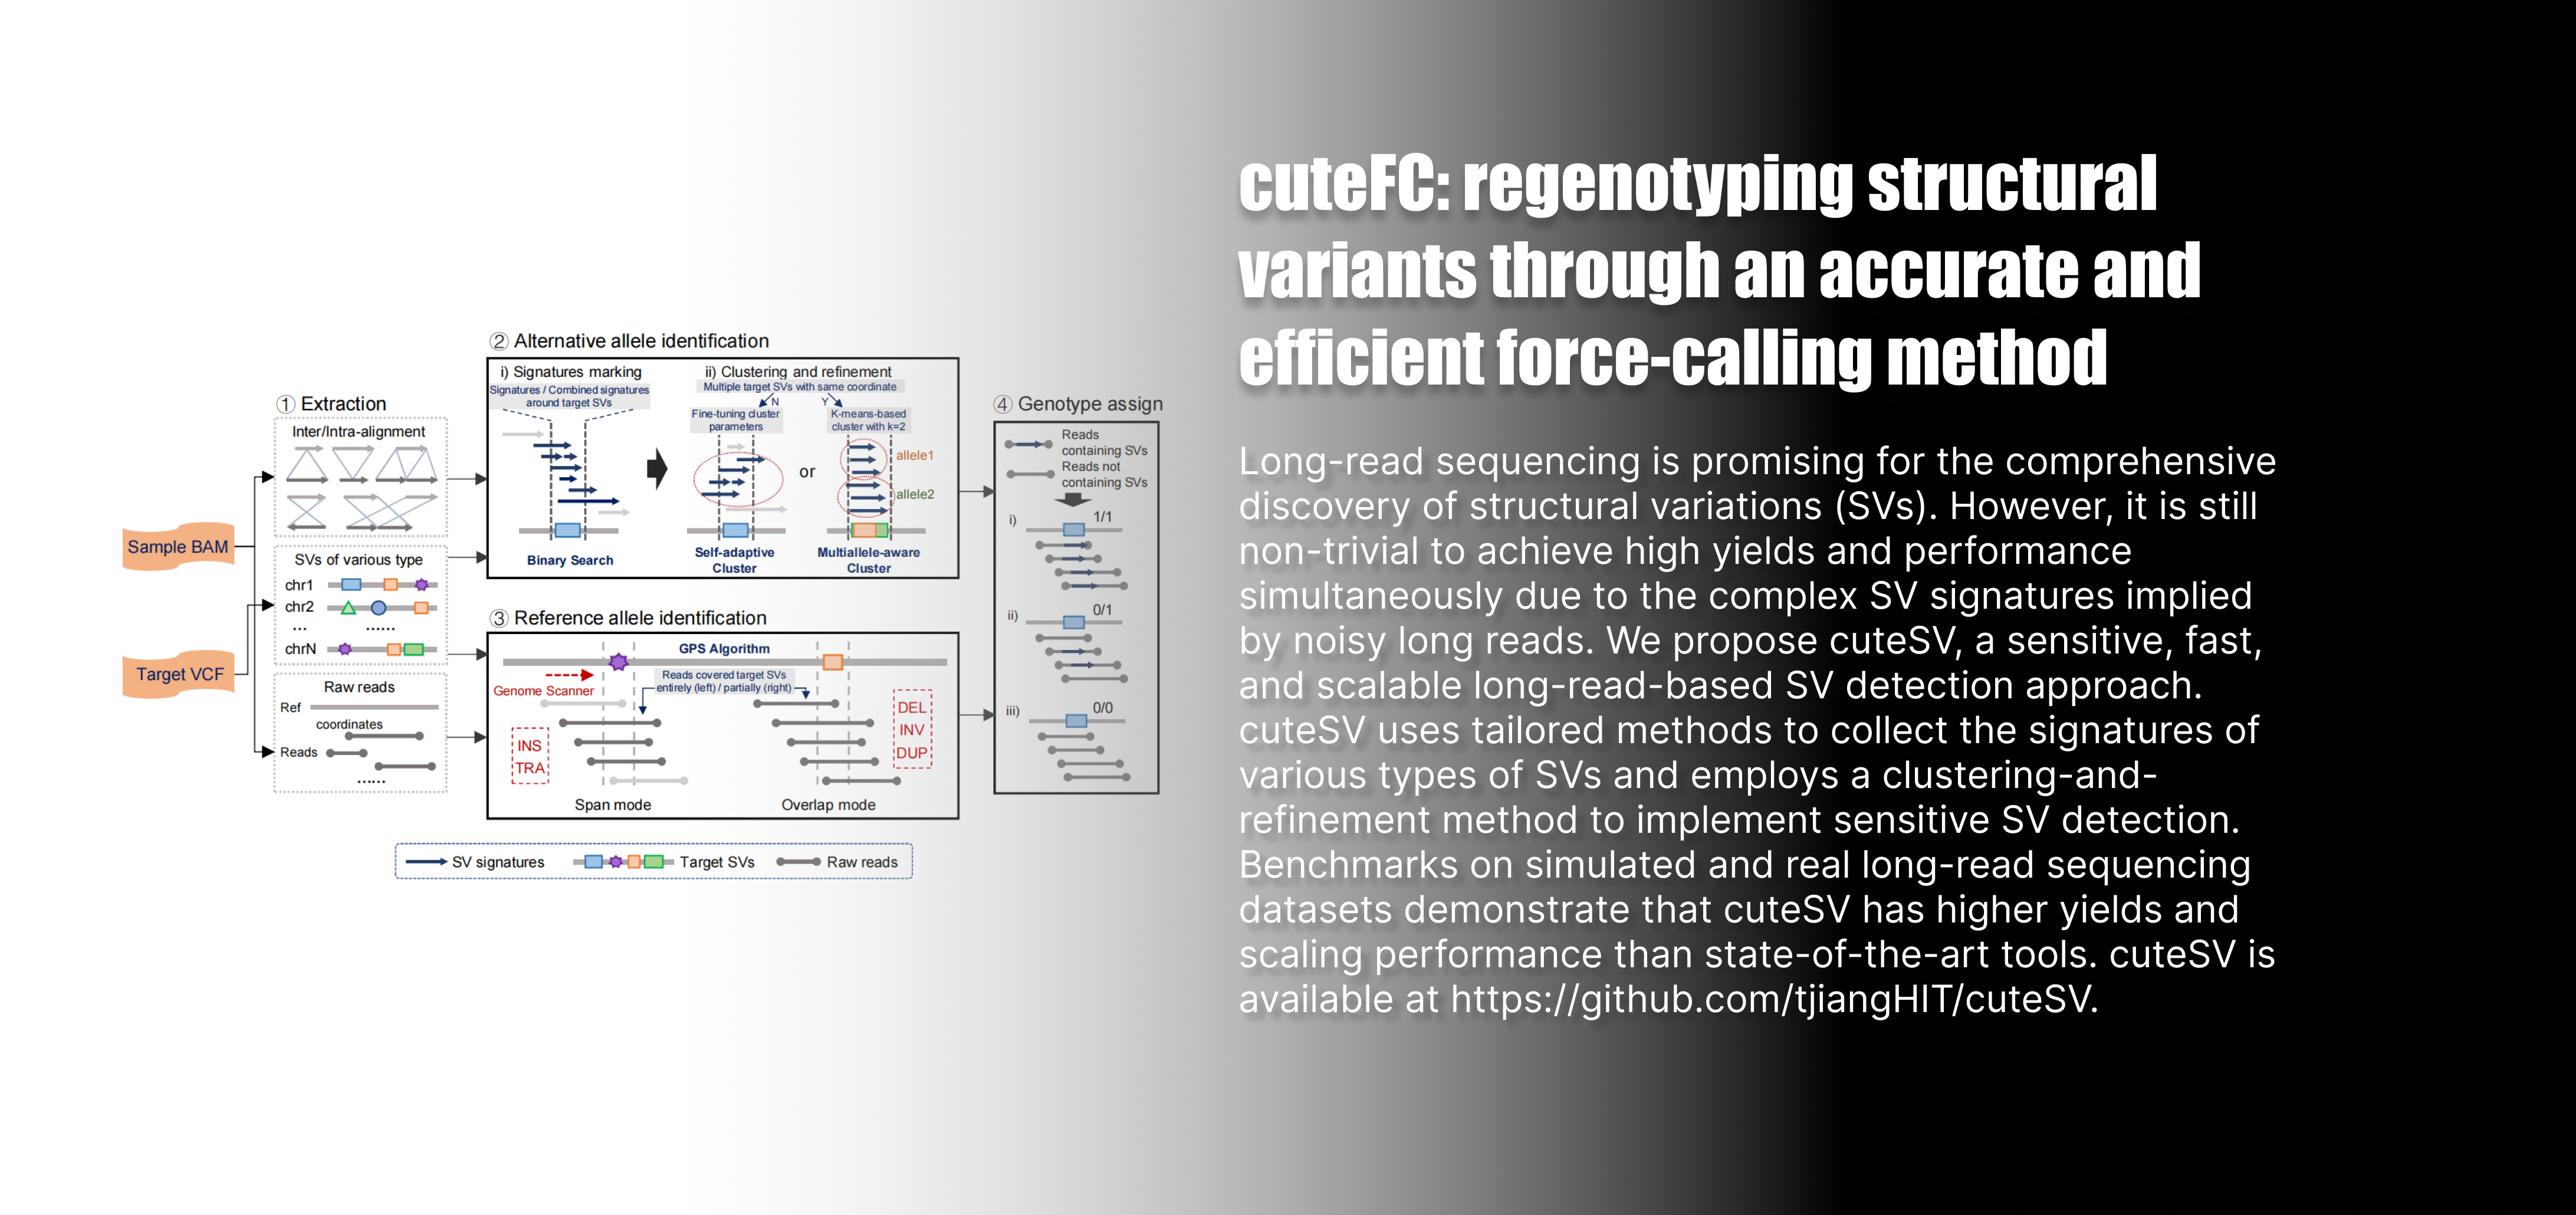 cuteFC: regenotyping structural
variants through an accurate and
efficient force-calling method
Long-read sequencing is promising for the comprehensive
discovery of structural variations (SVs). However, it is still
non-trivial to achieve high yields and performance
simultaneously due to the complex SV signatures implied
by noisy long reads. We propose cuteSV, a sensitive, fast,
and scalable long-read-based SV detection approach.
cuteSV uses tailored methods to collect the signatures of
various types of SVs and employs a clustering-and-
refinement method to implement sensitive SV detection.
Benchmarks on simulated and real long-read sequencing
datasets demonstrate that cuteSV has higher yields and
scaling performance than state-of-the-art tools. cuteSV is
available at https://github.com/tjiangHIT/cuteSV.
Sample BAM
Target VCF
① Extraction
Inter/Intra-alignment
SVs of various type
chr1
chr2
... ......
chrN
Raw reads
Ref
coordinates
Reads
......
② Alternative allele identification
i) Signatures marking
Signatures / Combined signatures
around target SVs
Binary Search
ii) Clustering and refinement
Multiple target SVs with same coordinate
N
Y
Fine-tuning cluster
parameters
K-means-based
cluster with k=2
or
allele1
allele2
Self-adaptive
Cluster
Multiallele-aware
Cluster
③ Reference allele identification
GPS Algorithm
Genome Scanner
Reads covered target SVs
entirely (left) / partially (right)
INS
TRA
DEL
INV
DUP
Span mode
Overlap mode
④ Genotype assign
Reads
containing SVs
Reads not
containing SVs
i)
1/1
ii)
0/1
iii)
0/0
SV signatures
Target SVs
Raw reads